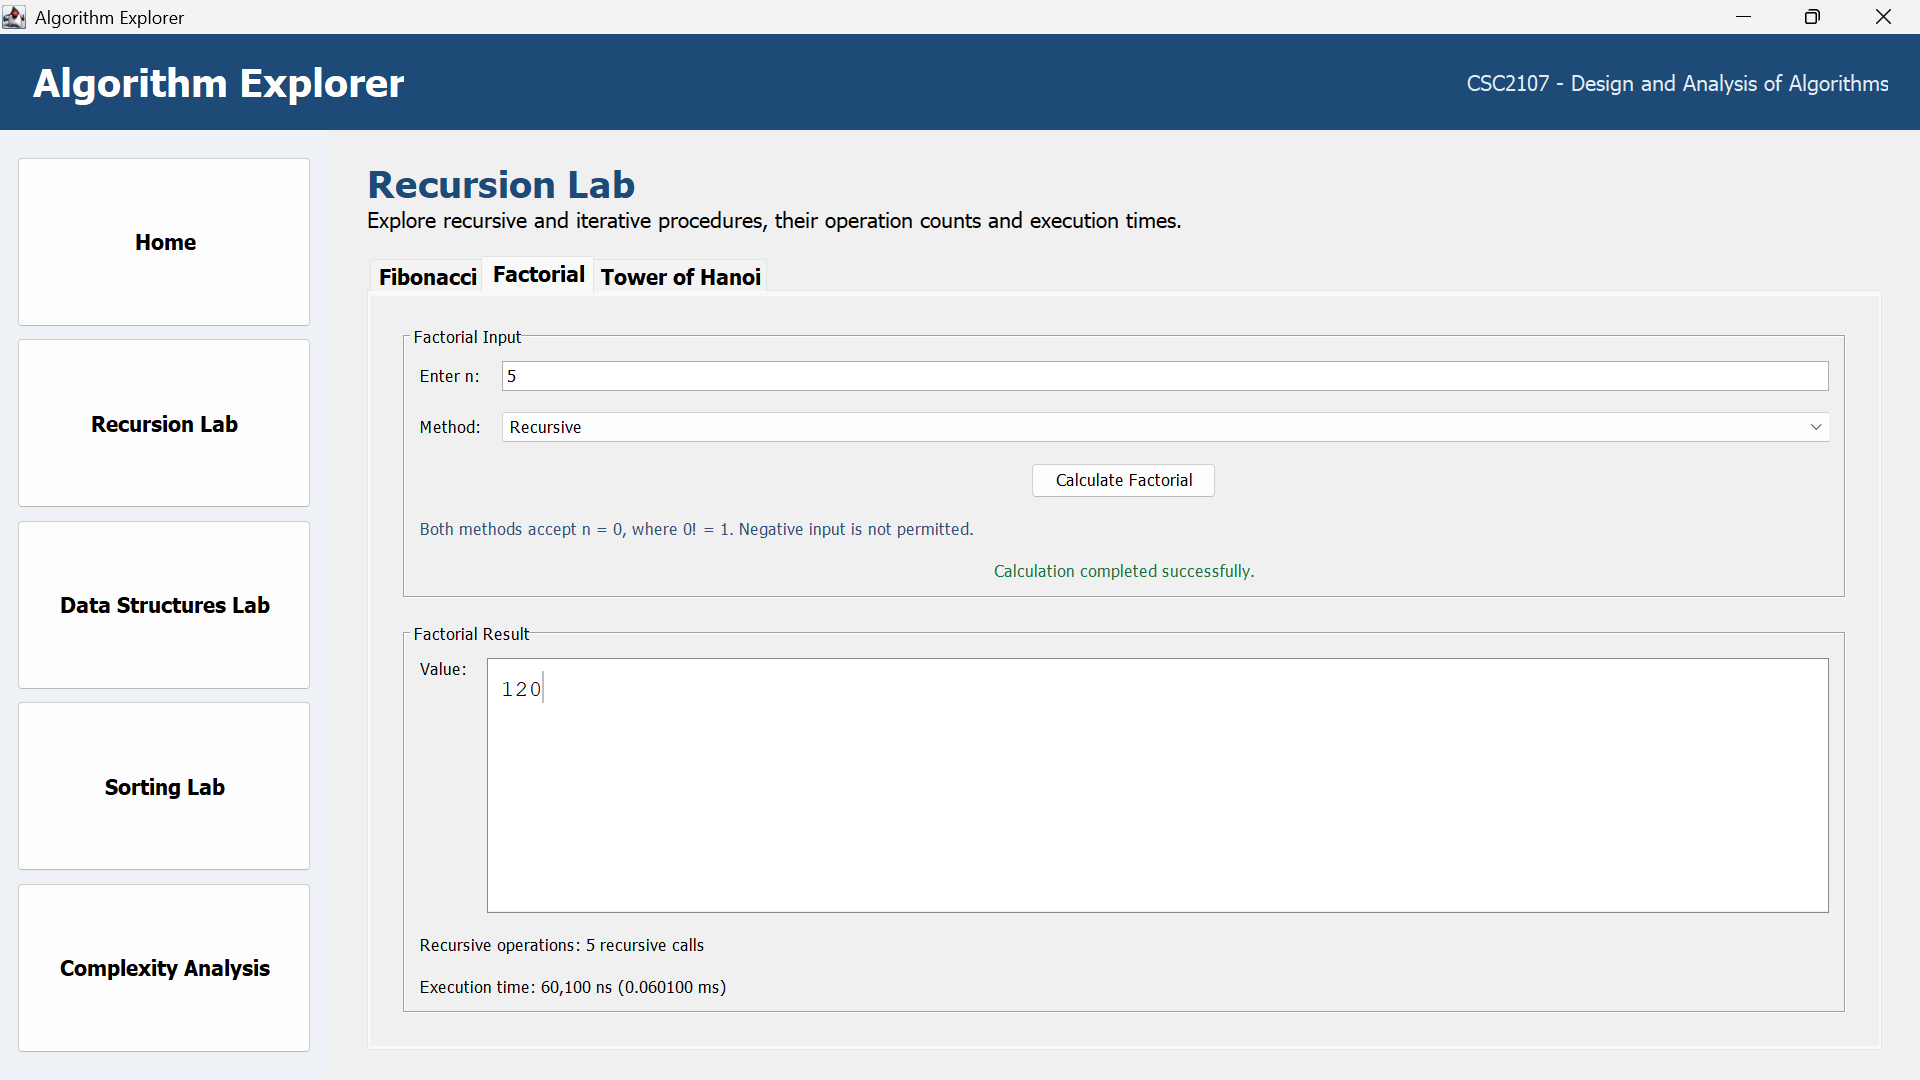 Algorithm Explorer
Algorithm Explorer
CSC2107 - Design and Analysis of Algorithms
Home
Recursion Lab
Data Structures Lab
Sorting Lab
Complexity Analysis
Recursion Lab
Explore recursive and iterative procedures, their operation counts and execution times.
Fibonacci Factorial Tower of Hanoi
Factorial Input
Enter n: 5
Method: Recursive
Calculate Factorial
Both methods accept n = 0, where 0! = 1. Negative input is not permitted.
Calculation completed successfully.
Factorial Result
Value: 120
Recursive operations: 5 recursive calls
Execution time: 60,100 ns (0.060100 ms)